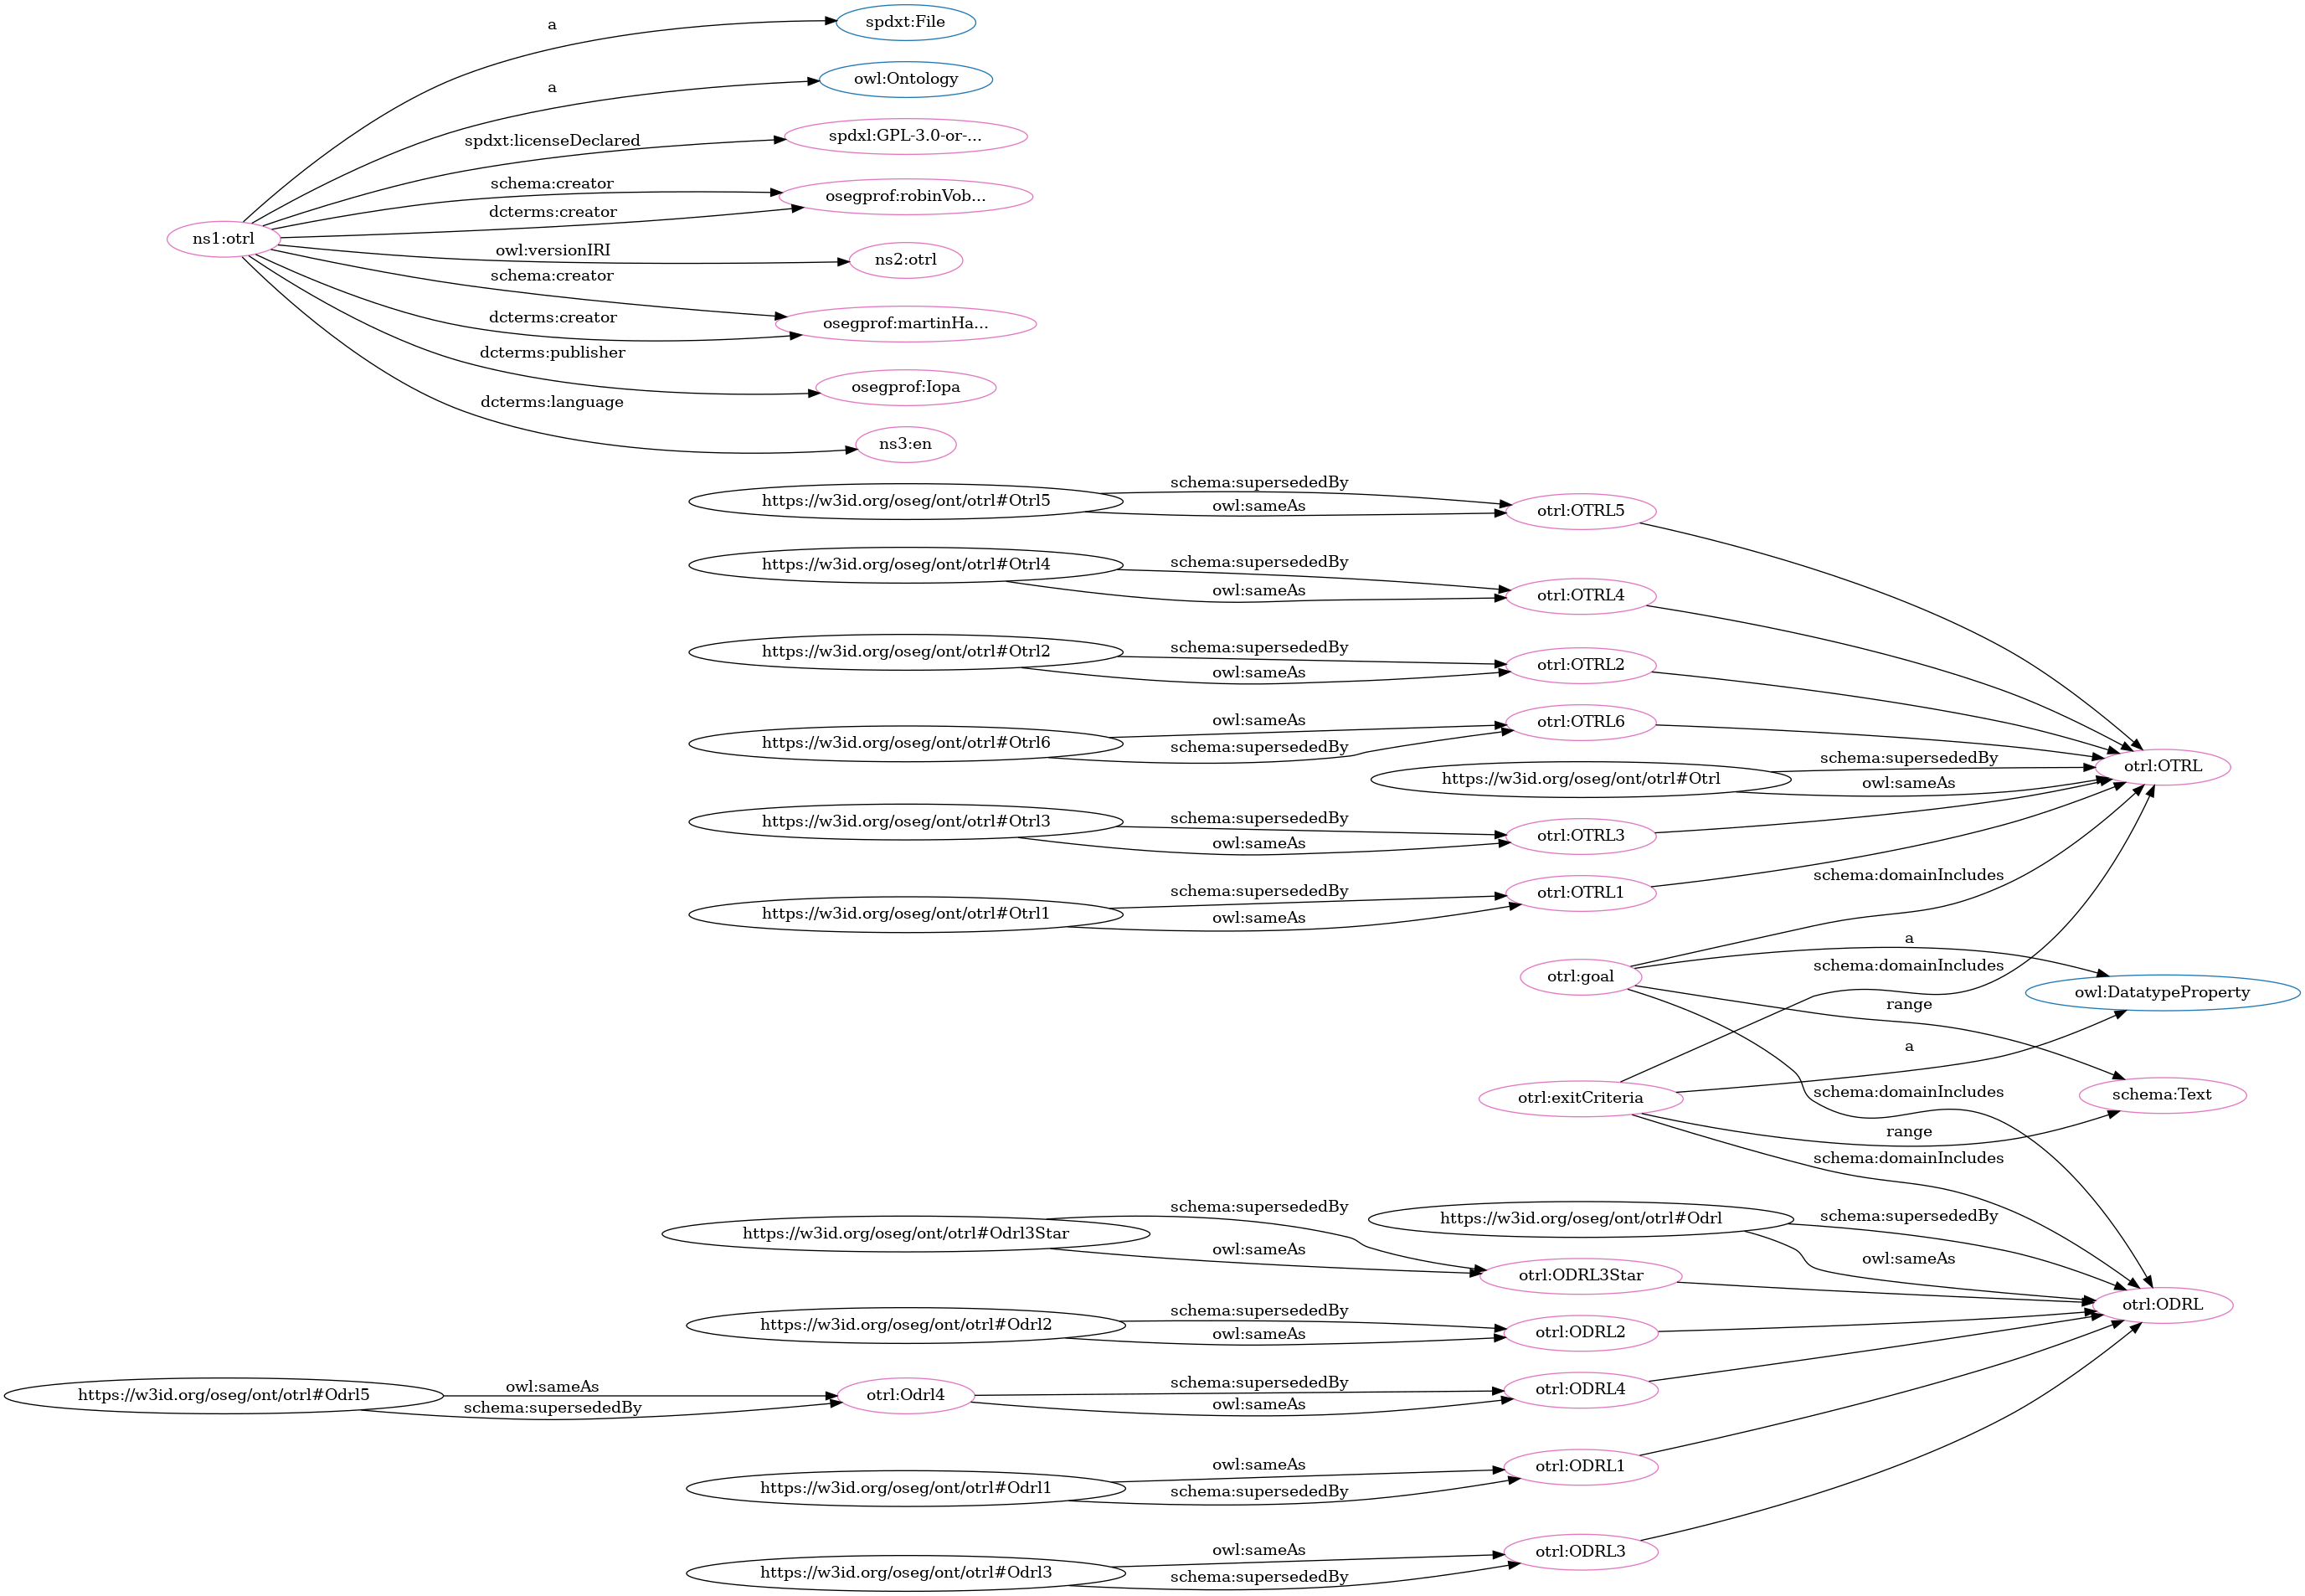 a
spdxt:File
a
owl:Ontology
spdxt:licenseDeclared
spdxl:GPL-3.0-or-...
schema:creator
osegprof:robinVob...
dcterms:creator
ns1:otrl
owl:versionIRI
ns2:otrl
schema:creator
dcterms:creator
osegprof:martinHa...
dcterms:publisher
osegprof:Iopa
dcterms:language
ns3:en
https://w3id.org/oseg/ont/otrl#Otrl5
schema:supersededBy
owl:sameAs
otrl:OTRL5
https://w3id.org/oseg/ont/otrl#Otrl4
schema:supersededBy
owl:sameAs
otrl:OTRL4
https://w3id.org/oseg/ont/otrl#Otrl2
schema:supersededBy
owl:sameAs
otrl:OTRL2
https://w3id.org/oseg/ont/otrl#Otrl6
owl:sameAs
schema:supersededBy
otrl:OTRL6
https://w3id.org/oseg/ont/otrl#Otrl
schema:supersededBy
owl:sameAs
otrl:OTRL
https://w3id.org/oseg/ont/otrl#Otrl3
schema:supersededBy
owl:sameAs
otrl:OTRL3
https://w3id.org/oseg/ont/otrl#Otrl1
schema:supersededBy
owl:sameAs
otrl:OTRL1
schema:domainIncludes
otrl:goal
a
schema:domainIncludes
owl:DatatypeProperty
range
a
schema:domainIncludes
otrl:exitCriteria
schema:Text
range
schema:domainIncludes
https://w3id.org/oseg/ont/otrl#Odrl3Star
schema:supersededBy
owl:sameAs
https://w3id.org/oseg/ont/otrl#Odrl
schema:supersededBy
owl:sameAs
otrl:ODRL3Star
otrl:ODRL
https://w3id.org/oseg/ont/otrl#Odrl2
schema:supersededBy
owl:sameAs
otrl:ODRL2
https://w3id.org/oseg/ont/otrl#Odrl5
owl:sameAs
schema:supersededBy
otrl:Odrl4
schema:supersededBy
owl:sameAs
otrl:ODRL4
https://w3id.org/oseg/ont/otrl#Odrl1
owl:sameAs
schema:supersededBy
otrl:ODRL1
https://w3id.org/oseg/ont/otrl#Odrl3
owl:sameAs
schema:supersededBy
otrl:ODRL3